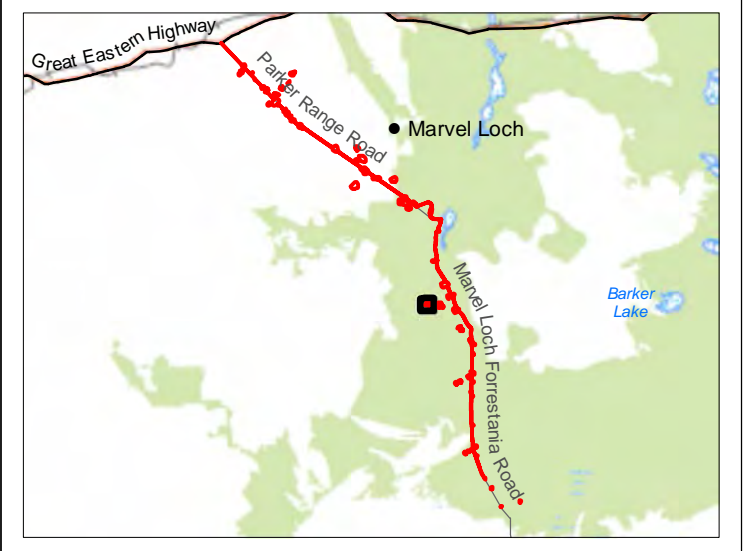 Great Eastern Highway
Parker Range Road
Marvel Loch
Marvel Loch Forrestania Road
Barker
Lake